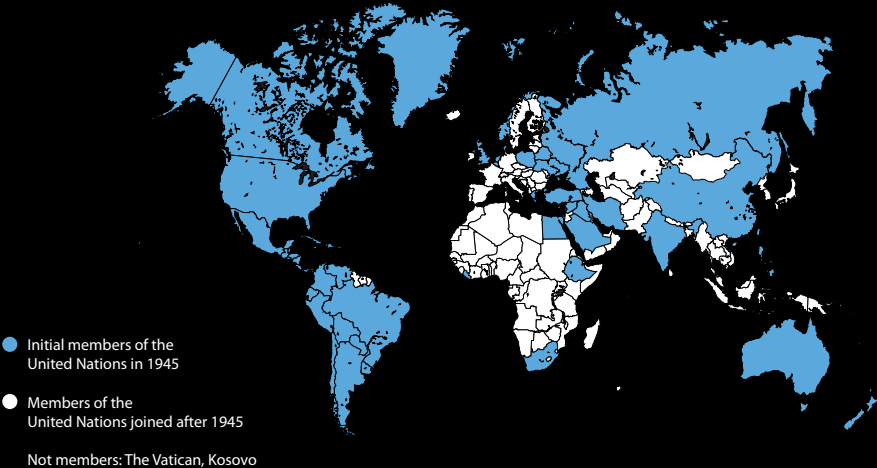 Initial members of the
United Nations in 1945
Members of the
United Nations joined after 1945
Not members: The Vatican, Kosovo